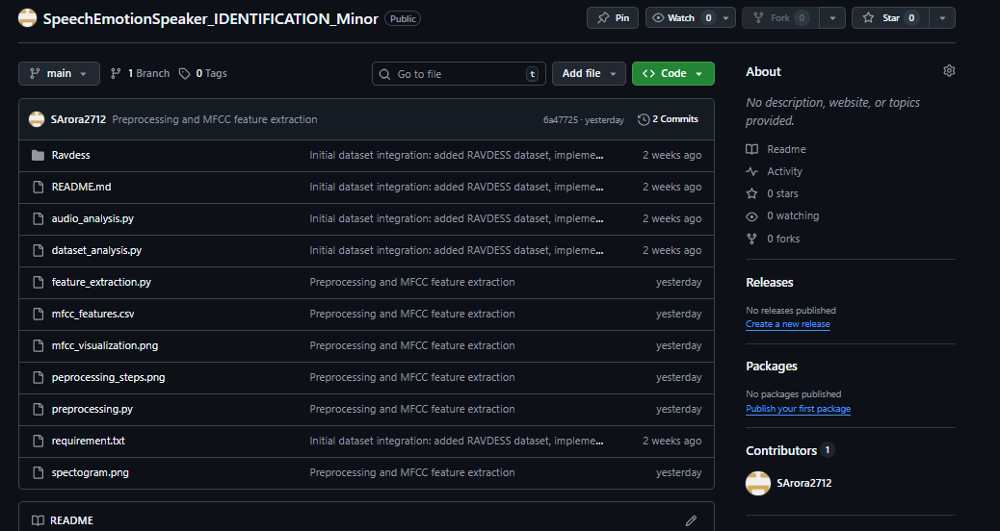 SpeechEmotionSpeaker_IDENTIFICATION_Minor Public
Pin Watch 0 Fork 0 Star 0
main 1 Branch 0 Tags Go to file t Add file Code
SArora2712 Preprocessing and MFCC feature extraction 6a47725 · yesterday 2 Commits
Ravdess Initial dataset integration: added RAVDESS dataset, impleme... 2 weeks ago
README.md Initial dataset integration: added RAVDESS dataset, impleme... 2 weeks ago
audio_analysis.py Initial dataset integration: added RAVDESS dataset, impleme... 2 weeks ago
dataset_analysis.py Initial dataset integration: added RAVDESS dataset, impleme... 2 weeks ago
feature_extraction.py Preprocessing and MFCC feature extraction yesterday
mfcc_features.csv Preprocessing and MFCC feature extraction yesterday
mfcc_visualization.png Preprocessing and MFCC feature extraction yesterday
peprocessing_steps.png Preprocessing and MFCC feature extraction yesterday
preprocessing.py Preprocessing and MFCC feature extraction yesterday
requirement.txt Initial dataset integration: added RAVDESS dataset, impleme... 2 weeks ago
spectogram.png Preprocessing and MFCC feature extraction yesterday
README
About
No description, website, or topics
provided.
Readme
Activity
0 stars
0 watching
0 forks
Releases
No releases published
Create a new release
Packages
No packages published
Publish your first package
Contributors 1
SArora2712